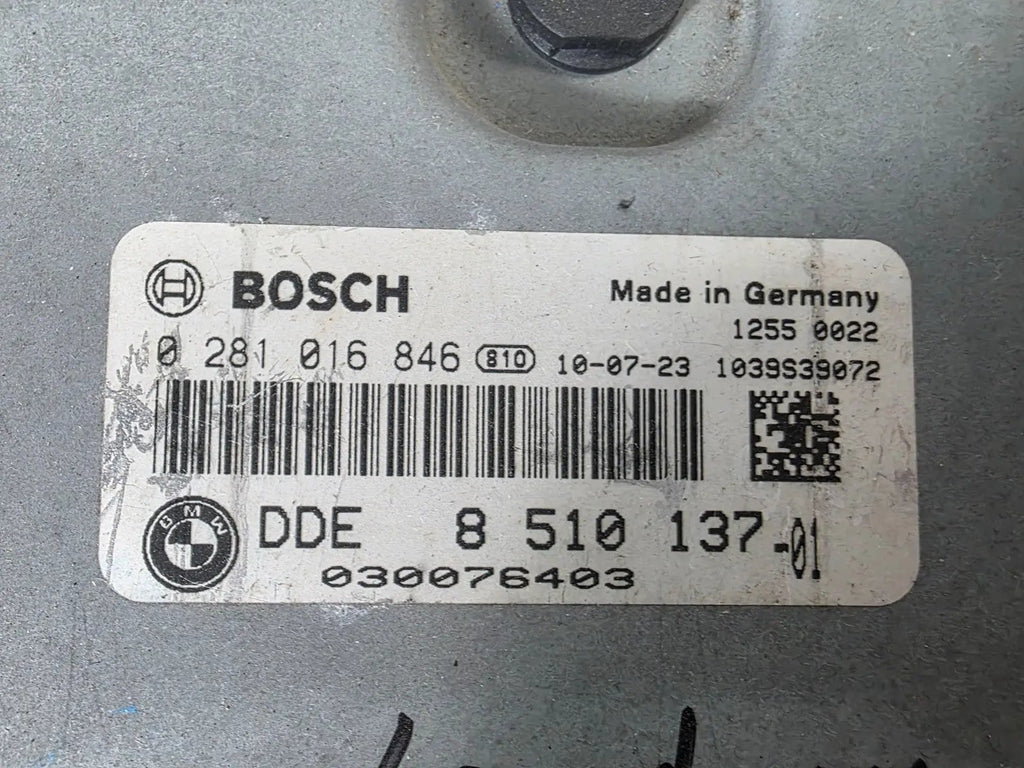 BOSCH
Made in Germany
1255 0022
0 281 016 846 810 10-07-23 1039S39072
BMW
DDE 8 510 137-01
030076403